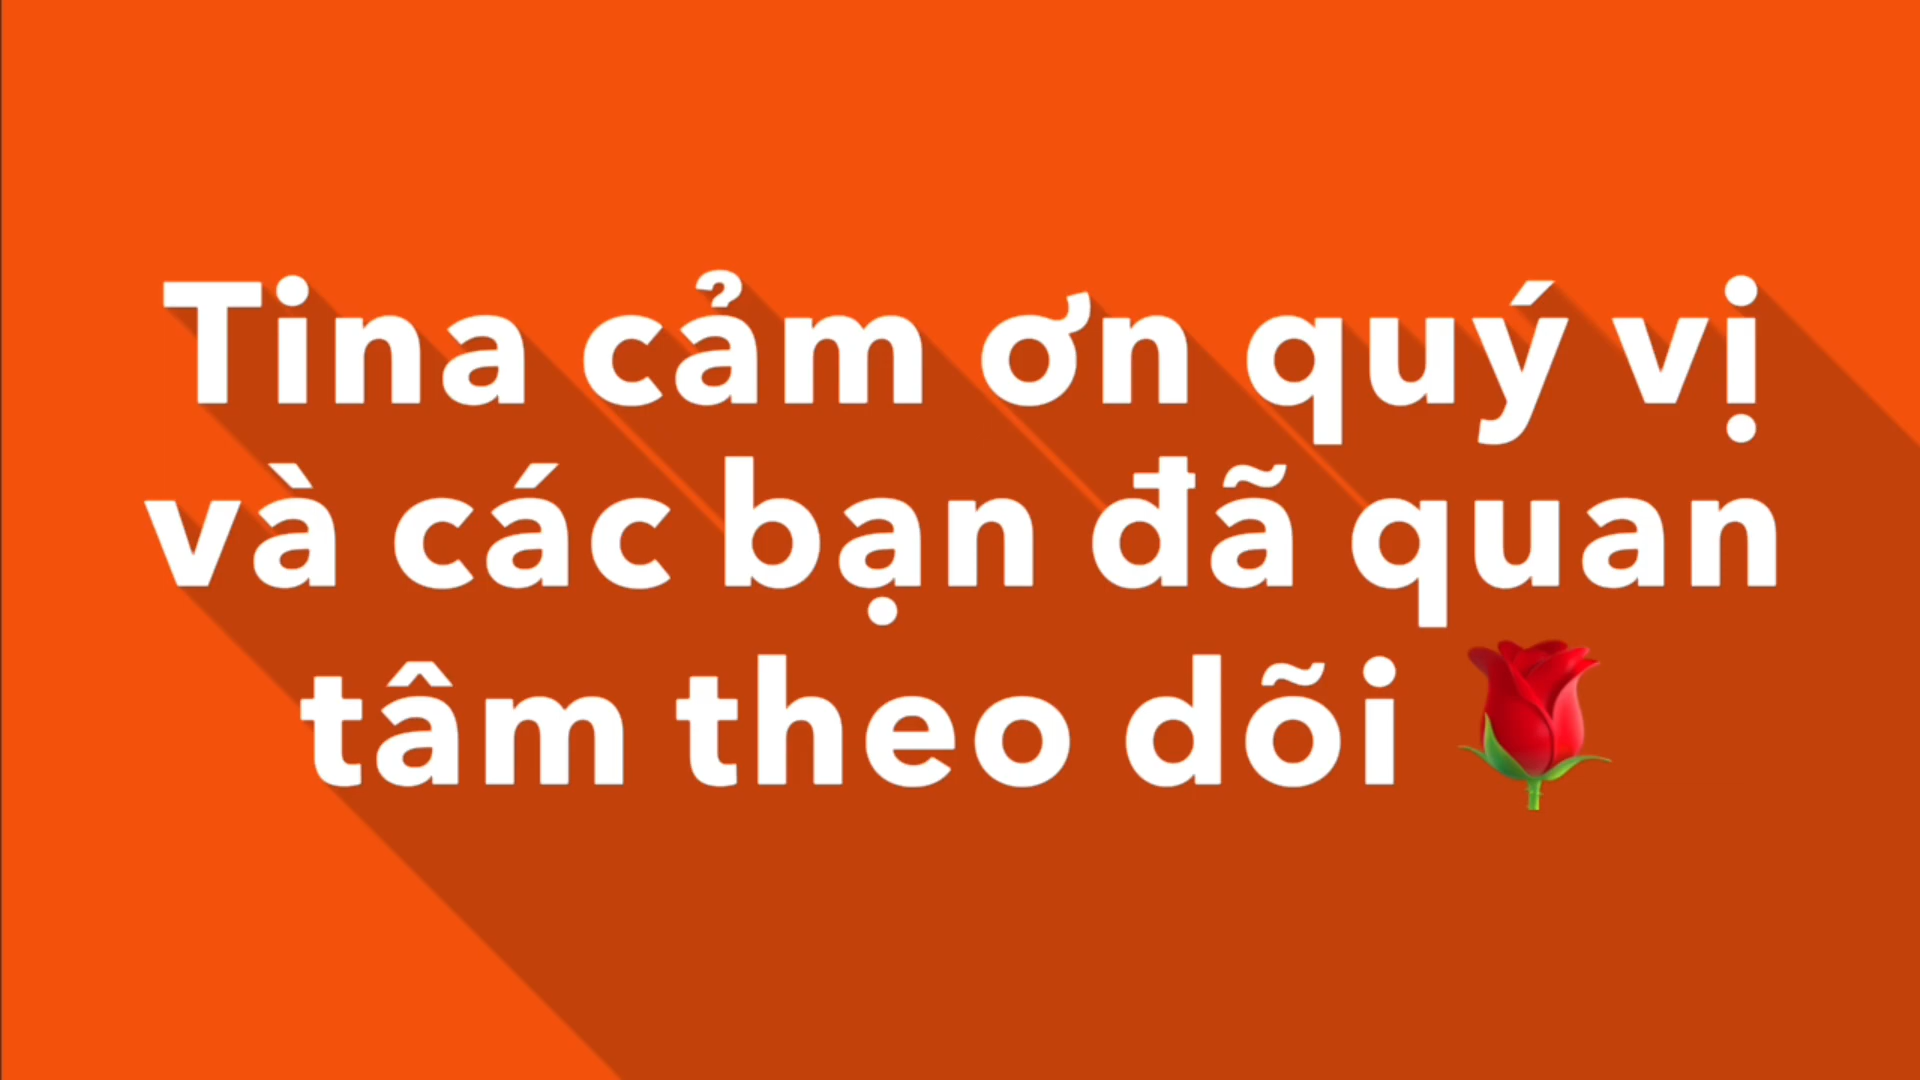 Tina cảm ơn quý vị
và các bạn đã quan
tâm theo dõi 🌹